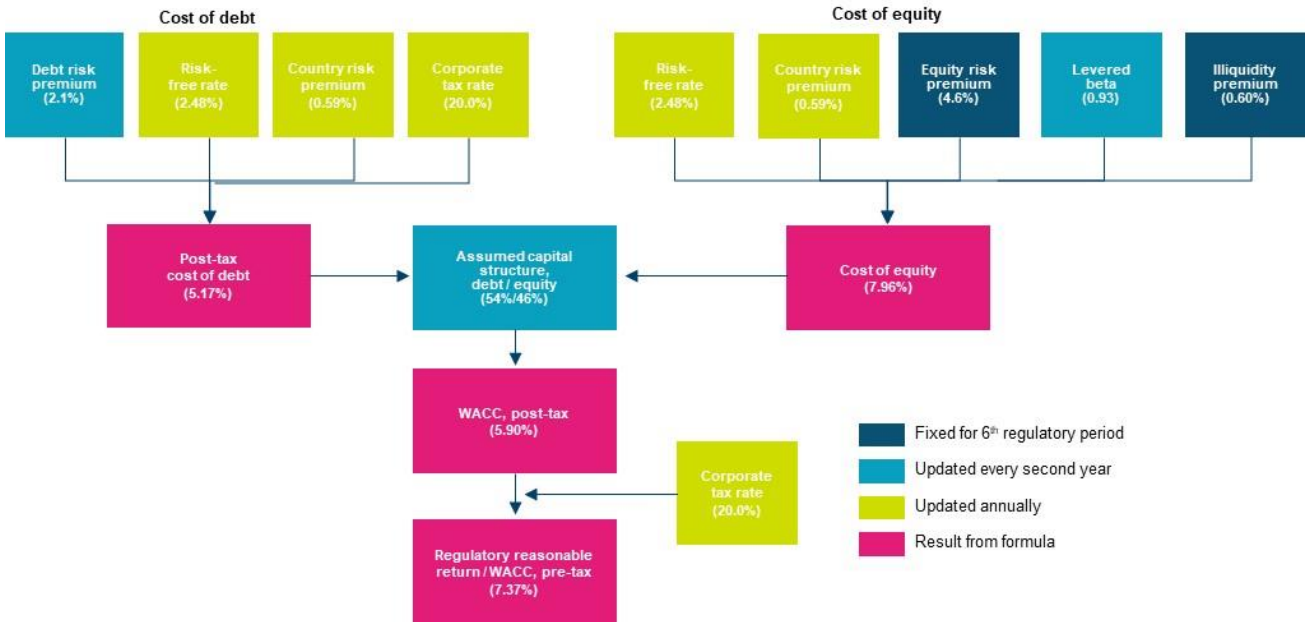 Cost of debt
Debt risk
premium
(2.1%)
Risk-
free rate
(2.48%)
Country risk
premium
(0.59%)
Corporate
tax rate
(20.0%)
Cost of equity
Risk-
free rate
(2.48%)
Country risk
premium
(0.59%)
Equity risk
premium
(4.6%)
Levered
beta
(0.93)
Illiquidity
premium
(0.60%)
Post-tax
cost of debt
(5.17%)
Assumed capital
structure,
debt / equity
(54%/46%)
Cost of equity
(7.96%)
WACC, post-tax
(5.90%)
Corporate
tax rate
(20.0%)
Regulatory reasonable
return / WACC, pre-tax
(7.37%)
Fixed for 6th regulatory period
Updated every second year
Updated annually
Result from formula